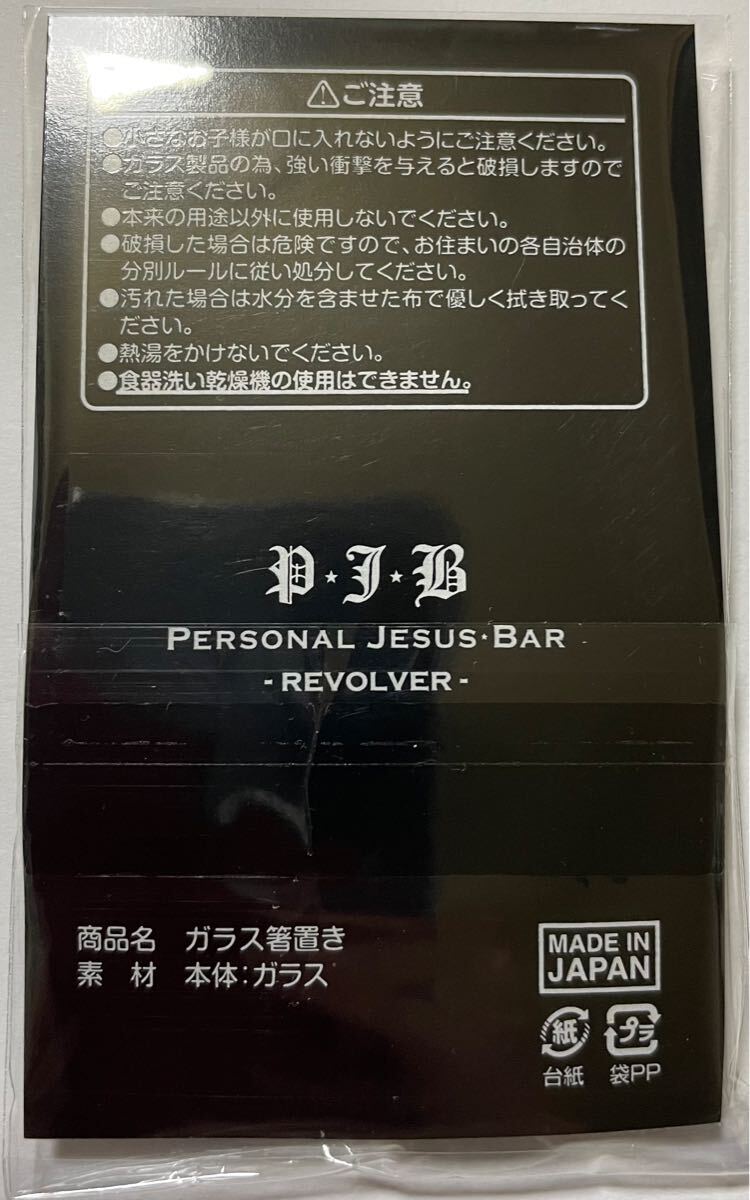 ⚠ご注意
●小さなお子様が口に入れないようにご注意ください。
●ガラス製品の為、強い衝撃を与えると破損しますので
ご注意ください。
●本来の用途以外に使用しないでください。
●破損した場合は危険ですので、お住まいの各自治体の
分別ルールに従い処分してください。
●汚れた場合は水分を含ませた布で優しく拭き取ってく
ださい。
●熱湯をかけないでください。
●食器洗い乾燥機の使用はできません。
P★J★B
PERSONAL JESUS★BAR
- REVOLVER -
商品名 ガラス箸置き
素 材 本体:ガラス
MADE IN
JAPAN
紙 プラ
台紙 袋PP